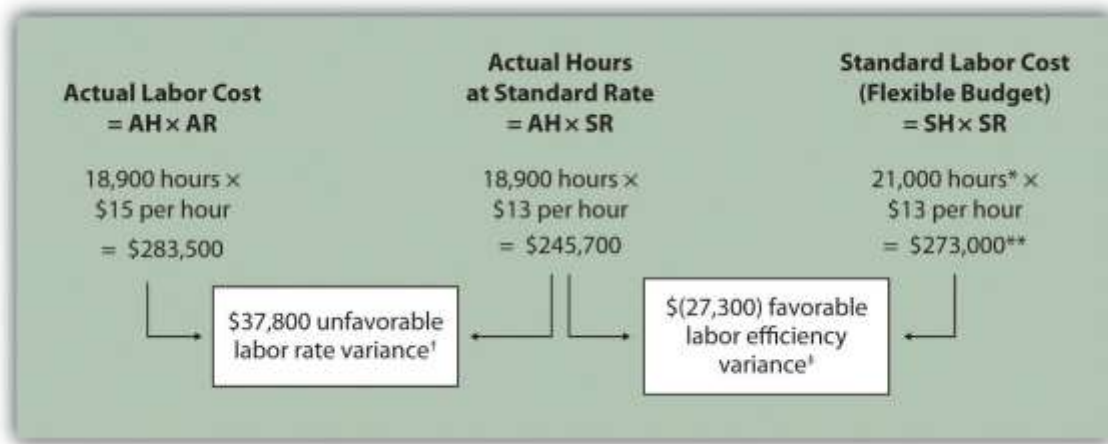 Actual Labor Cost
= AH × AR
18,900 hours ×
$15 per hour
= $283,500
Actual Hours
at Standard Rate
= AH × SR
18,900 hours ×
$13 per hour
= $245,700
Standard Labor Cost
(Flexible Budget)
= SH × SR
21,000 hours* ×
$13 per hour
= $273,000**
$37,800 unfavorable
labor rate variance†
$(27,300) favorable
labor efficiency
variance‡